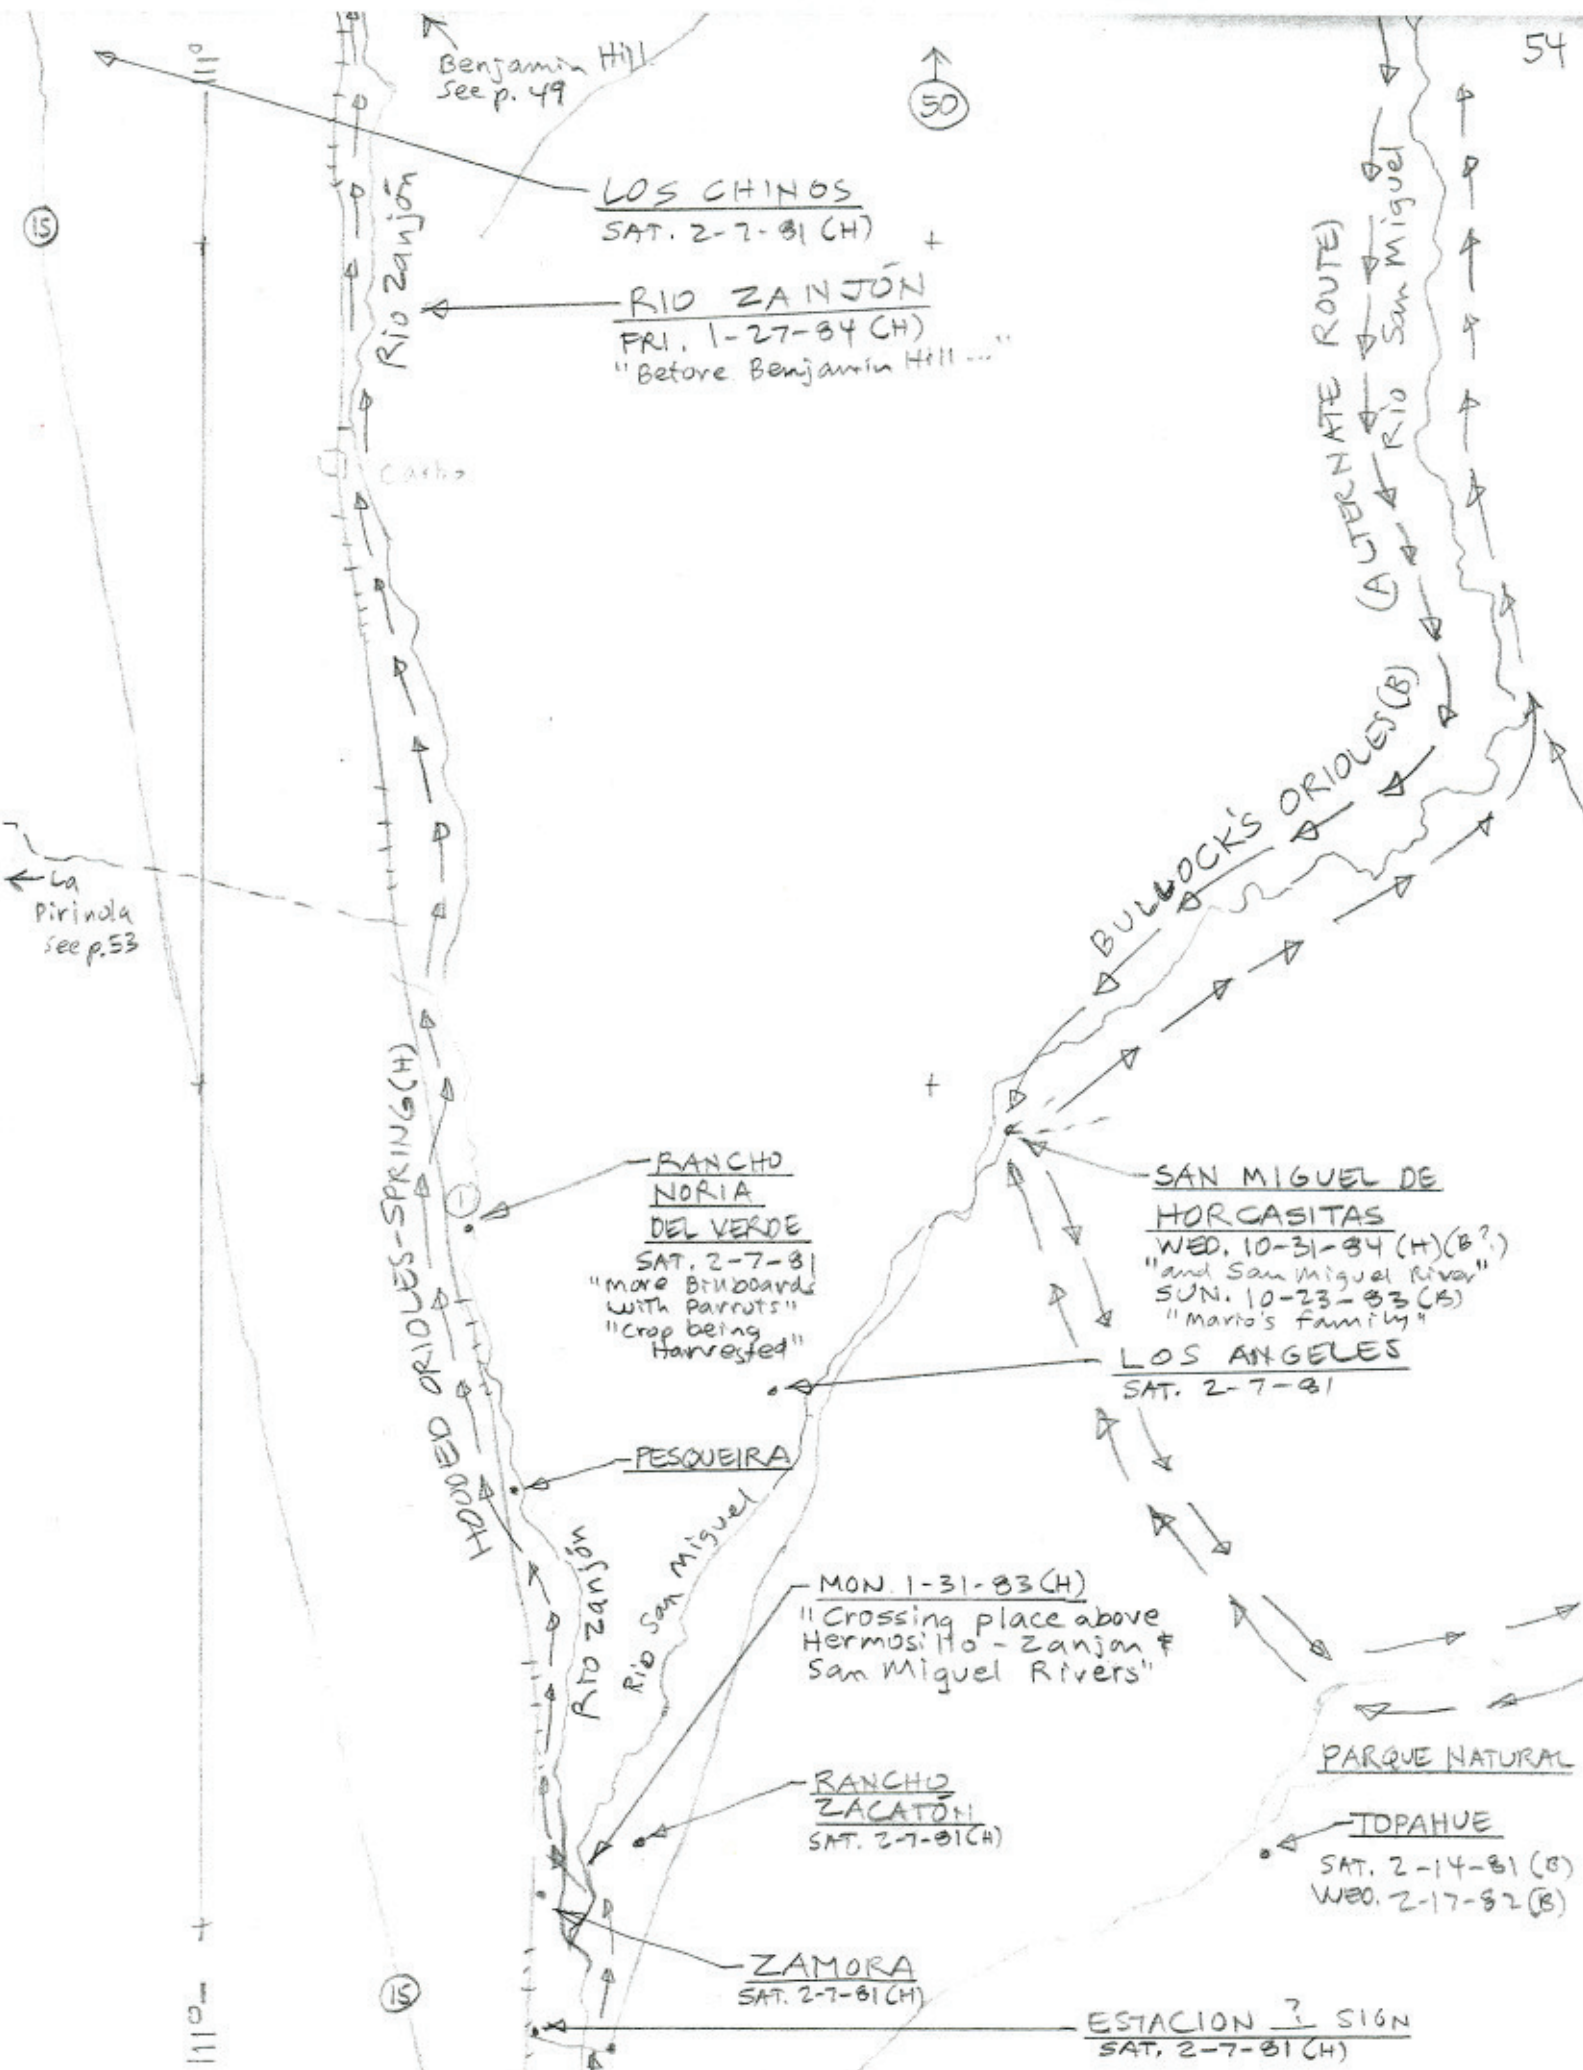 54
111°
Benjamin Hill
See p. 49
50
15
LOS CHINOS
SAT. 2-7-81 (H)
Rio Zanjón
RIO ZANJÓN
FRI. 1-27-84 (H)
"Before Benjamin Hill ..."
(ALTERNATE ROUTE)
Rio San Miguel
BULLOCK'S ORIOLES (B)
La
Pirinola
see p. 53
HOODED ORIOLES-SPRING (H)
RANCHO
NORIA
DEL VERDE
SAT. 2-7-81
"more Billboards
with Parrots"
"Crop being
Harvested"
SAN MIGUEL DE
HORCASITAS
WED. 10-31-84 (H) (B?)
"and San Miguel River"
SUN. 10-23-83 (B)
"Mario's family"
LOS ANGELES
SAT. 2-7-81
PESQUEIRA
Rio Zanjón
Rio San Miguel
MON. 1-31-83 (H)
"Crossing place above
Hermosillo - Zanjon &
San Miguel Rivers"
RANCHO
ZACATÓN
SAT. 2-7-81 (H)
PARQUE NATURAL
TOPAHUE
SAT. 2-14-81 (B)
WED. 2-17-82 (B)
ZAMORA
SAT. 2-7-81 (H)
15
111°
ESTACION ? SIGN
SAT. 2-7-81 (H)